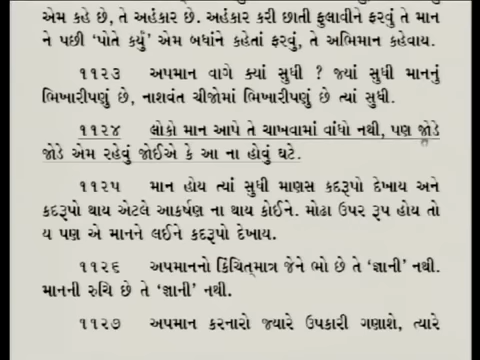 એમ કહે છે, તે અહંકાર છે. અહંકાર કરી છાતી ફુલાવીને ફરવું તે માન
ને પછી ‘પોતે કર્યું’ એમ બધાંને કહેતાં ફરવું, તે અભિમાન કહેવાય.
૧૧૨૩ અપમાન વાગે ક્યાં સુધી ? જ્યાં સુધી માનનું
ભિખારીપણું છે, નાશવંત ચીજોમાં ભિખારીપણું છે ત્યાં સુધી.
૧૧૨૪ લોકો માન આપે તે ચાખવામાં વાંધો નથી, પણ જોડે
જોડે એમ રહેવું જોઈએ કે આ ના હોવું ઘટે.
૧૧૨૫ માન હોય ત્યાં સુધી માણસ કદરૂપો દેખાય અને
કદરૂપો થાય એટલે આકર્ષણ ના થાય કોઈને. મોઢા ઉપર રૂપ હોય તો
ય પણ એ માનને લઈને કદરૂપો દેખાય.
૧૧૨૬ અપમાનનો કિંચિત્‌માત્ર જેને ભો છે તે ‘જ્ઞાની’ નથી.
માનની રુચિ છે તે ‘જ્ઞાની’ નથી.
૧૧૨૭ અપમાન કરનારો જ્યારે ઉપકારી ગણાશે, ત્યારે